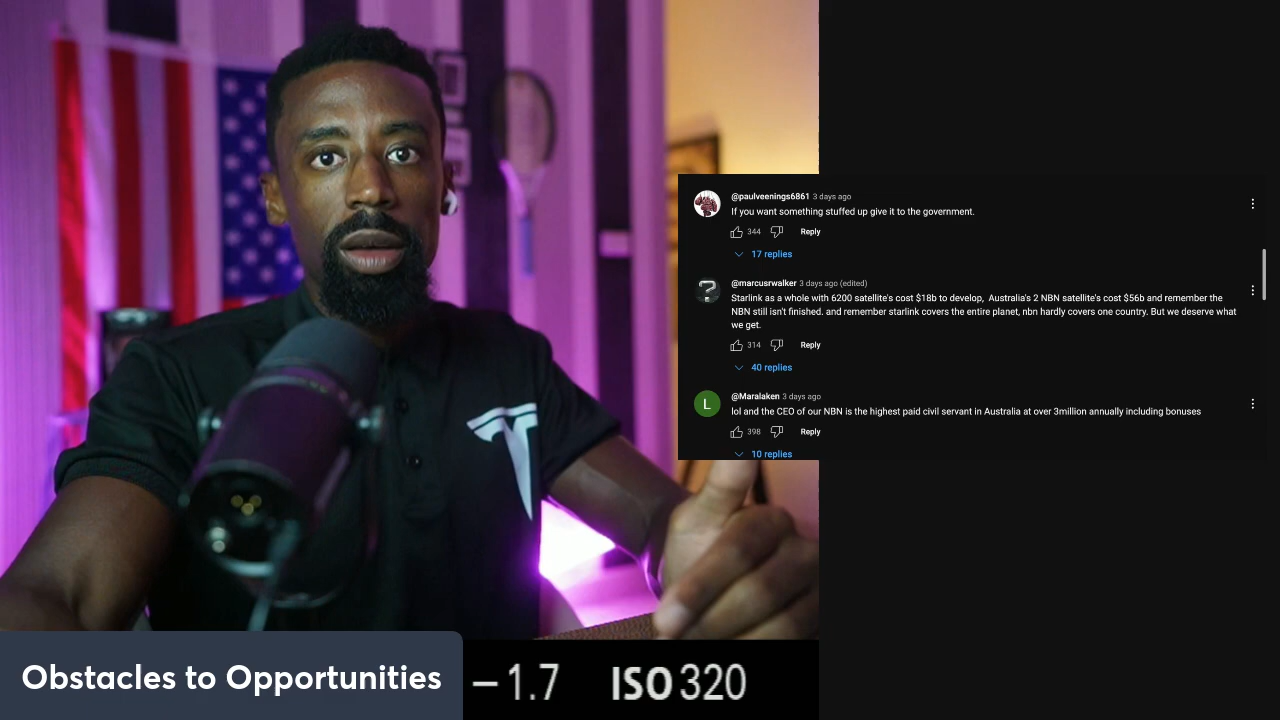 @paulveenings6861 3 days ago
If you want something stuffed up give it to the government.
344 Reply
17 replies
@marcusrwalker 3 days ago (edited)
Starlink as a whole with 6200 satellite's cost $18b to develop, Australia's 2 NBN satellite's cost $56b and remember the
NBN still isn't finished. and remember starlink covers the entire planet, nbn hardly covers one country. But we deserve what
we get.
314 Reply
40 replies
L
@Maralaken 3 days ago
lol and the CEO of our NBN is the highest paid civil servant in Australia at over 3million annually including bonuses
398 Reply
10 replies
Obstacles to Opportunities
– 1.7 ISO 320